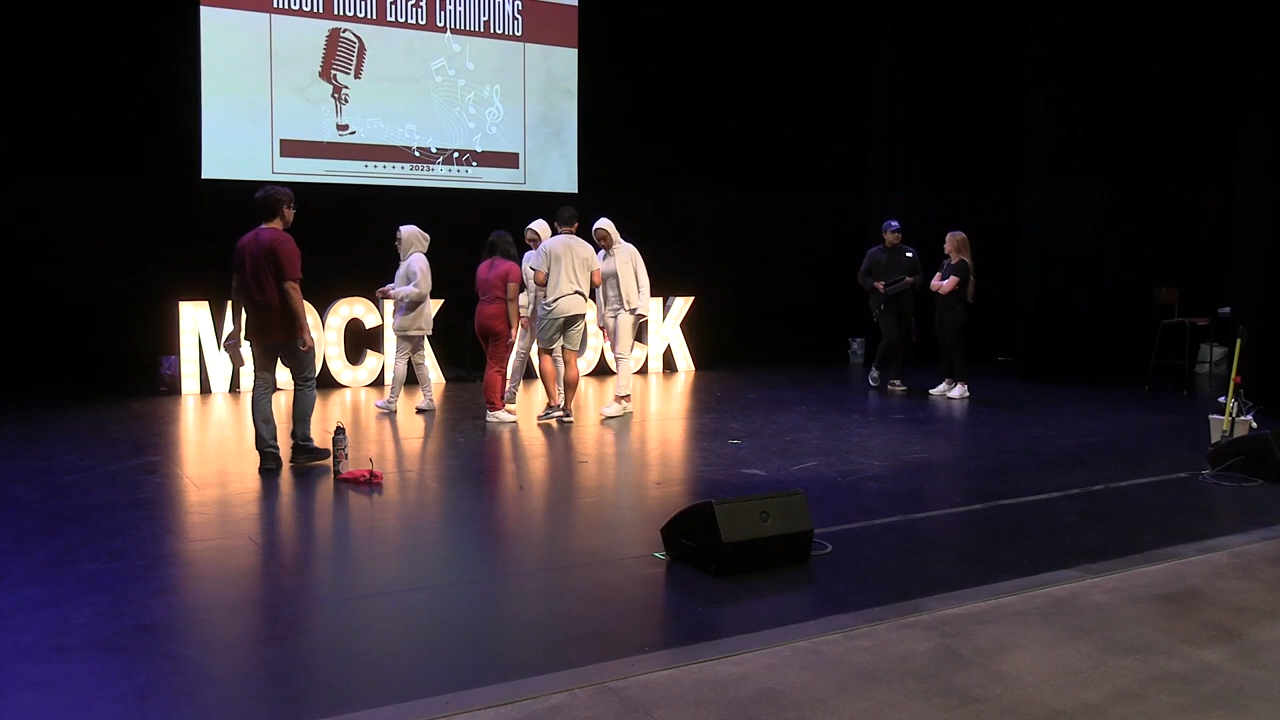 MOCK ROCK 2023 CHAMPIONS
+ + + + + 2023 + + + + +
MOCK ROCK